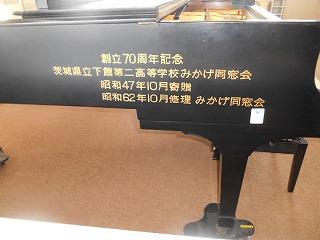 創立70周年記念
茨城県立下館第二高等学校みかげ同窓会
昭和47年10月寄贈
昭和62年10月修理 みかげ同窓会